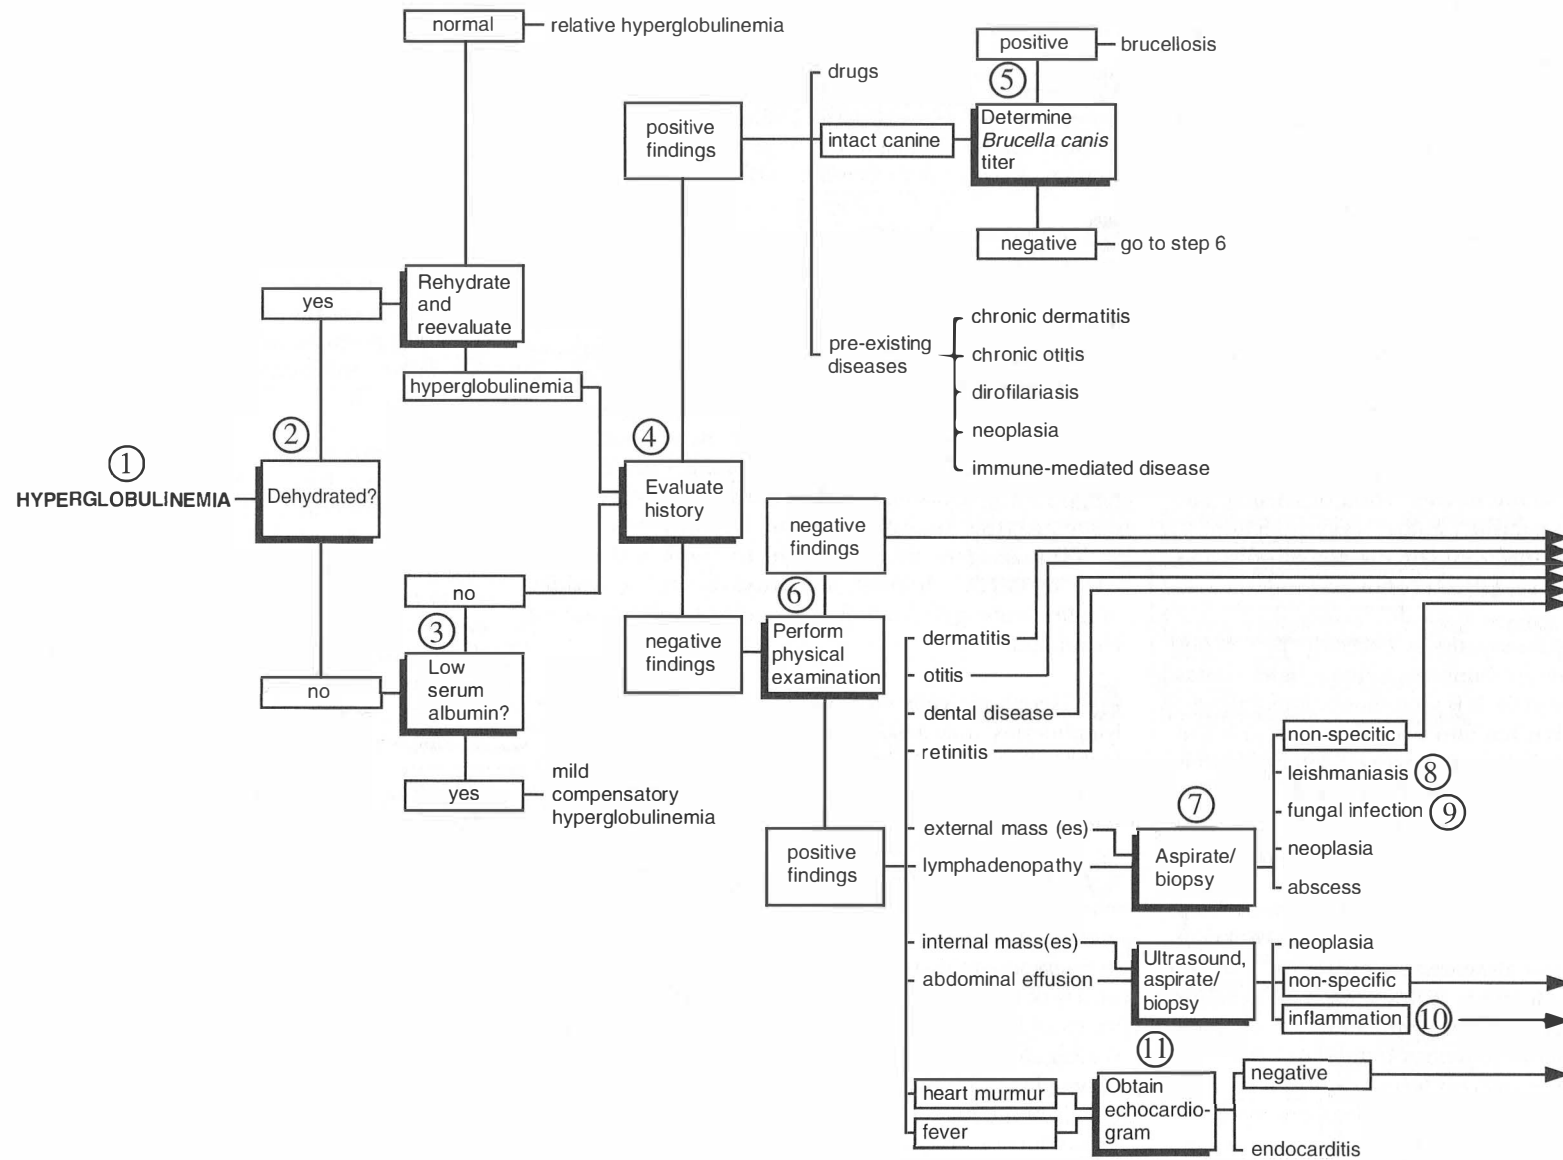 normal
relative hyperglobulinemia
positive
brucellosis
5
drugs
Determine
Brucella canis
titer
positive
findings
intact canine
negative
go to step 6
Rehydrate
and
reevaluate
yes
chronic dermatitis
pre-existing
diseases
chronic otitis
hyperglobulinemia
dirofilariasis
neoplasia
immune-mediated disease
1
2
4
HYPERGLOBULINEMIA
Dehydrated?
Evaluate
history
negative
findings
no
3
6
Low
serum
albumin?
no
negative
findings
Perform
physical
examination
dermatitis
otitis
dental disease
retinitis
yes
mild
compensatory
hyperglobulinemia
positive
findings
external mass (es)
lymphadenopathy
7
Aspirate/
biopsy
non-specitic
leishmaniasis 8
fungal infection 9
neoplasia
abscess
internal mass(es)
abdominal effusion
Ultrasound,
aspirate/
biopsy
neoplasia
non-specific
inflammation 10
11
heart murmur
fever
Obtain
echocardio-
gram
negative
endocarditis